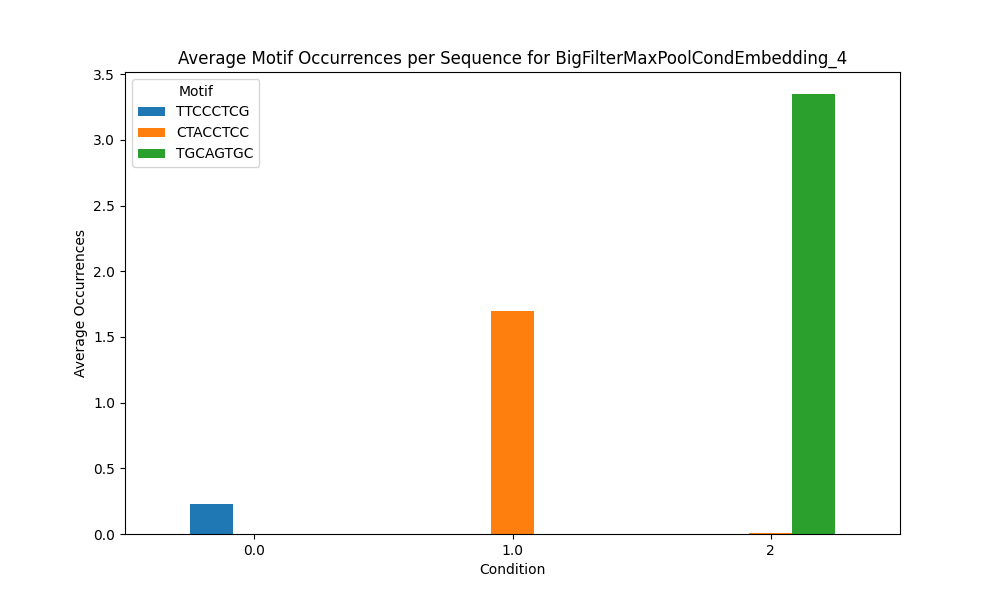 Average Motif Occurrences per Sequence for BigFilterMaxPoolCondEmbedding_4
Motif
TTCCCTCG
CTACCTCC
TGCAGTGC
3.5
3.0
2.5
2.0
1.5
1.0
0.5
0.0
Average Occurrences
0.0
1.0
2
Condition